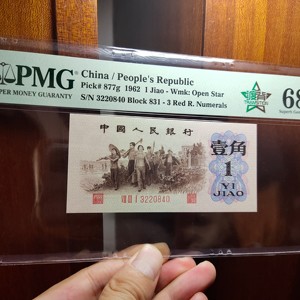 PMG
PAPER MONEY GUARANTY
China / People's Republic
Pick# 877g 1962 1 Jiao - Wmk: Open Star
S/N 3220840 Block 831 - 3 Red R. Numerals
68
中国人民银行
壹角
1
YI
JIAO
3220840